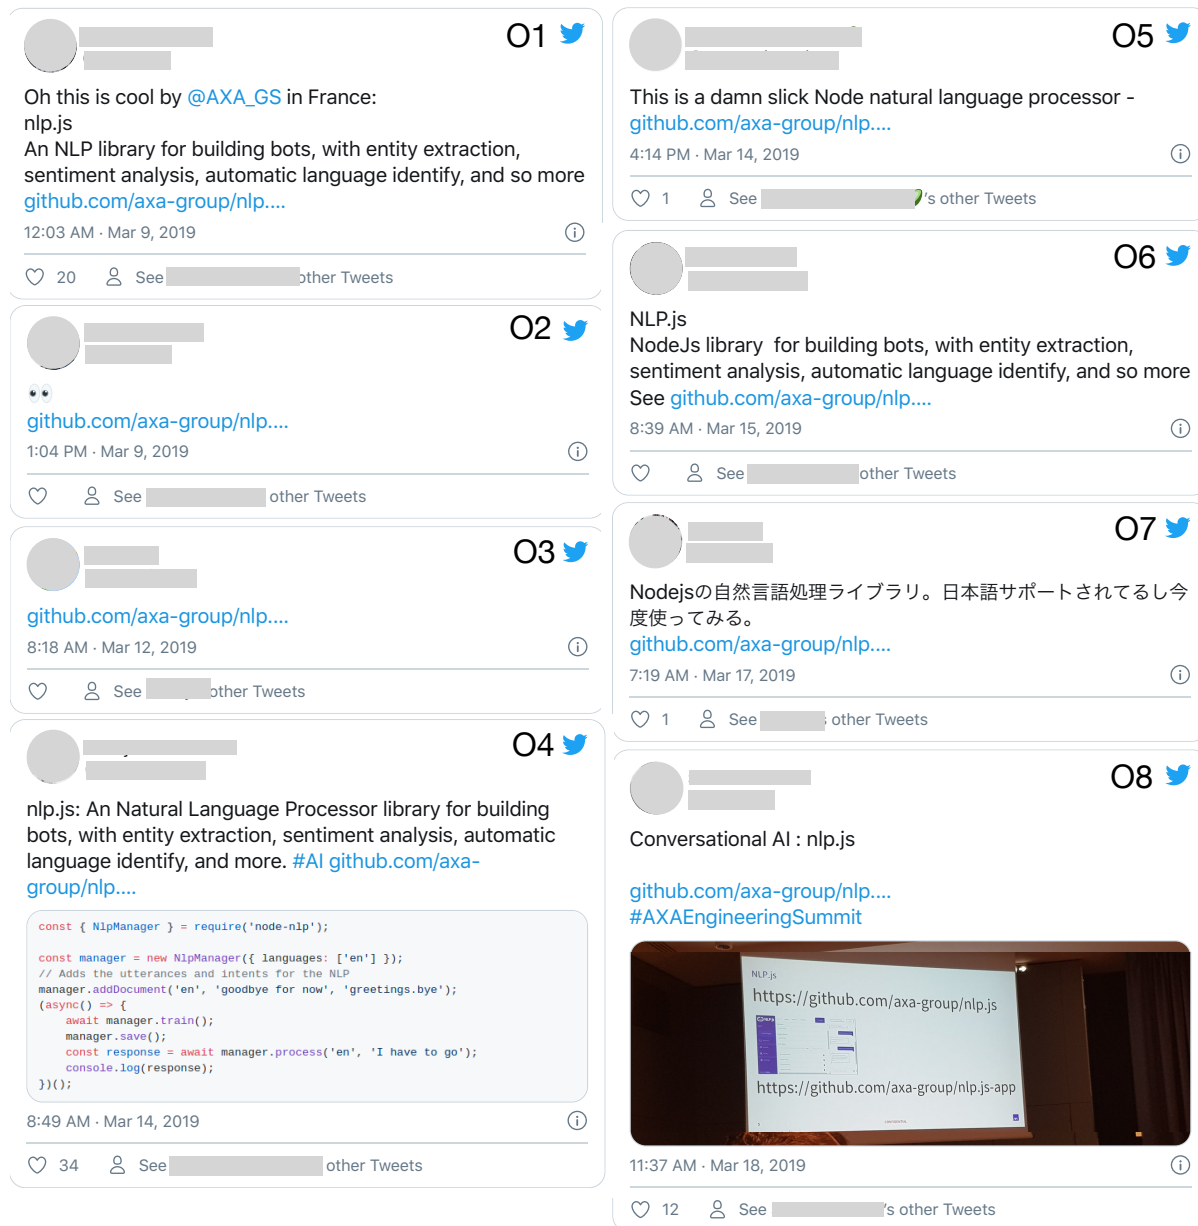 O1
Oh this is cool by @AXA_GS in France:
nlp.js
An NLP library for building bots, with entity extraction,
sentiment analysis, automatic language identify, and so more
github.com/axa-group/nlp....
12:03 AM · Mar 9, 2019
20 See other Tweets
O2
👀
github.com/axa-group/nlp....
1:04 PM · Mar 9, 2019
See other Tweets
O3
github.com/axa-group/nlp....
8:18 AM · Mar 12, 2019
See other Tweets
O4
nlp.js: An Natural Language Processor library for building
bots, with entity extraction, sentiment analysis, automatic
language identify, and more. #AI github.com/axa-
group/nlp....
const { NlpManager } = require('node-nlp');
const manager = new NlpManager({ languages: ['en'] });
// Adds the utterances and intents for the NLP
manager.addDocument('en', 'goodbye for now', 'greetings.bye');
(async() => {
    await manager.train();
    manager.save();
    const response = await manager.process('en', 'I have to go');
    console.log(response);
})();
8:49 AM · Mar 14, 2019
34 See other Tweets
O5
This is a damn slick Node natural language processor -
github.com/axa-group/nlp....
4:14 PM · Mar 14, 2019
1 See 's other Tweets
O6
NLP.js
NodeJs library  for building bots, with entity extraction,
sentiment analysis, automatic language identify, and so more
See github.com/axa-group/nlp....
8:39 AM · Mar 15, 2019
See other Tweets
O7
Nodejsの自然言語処理ライブラリ。日本語サポートされてるし今
度使ってみる。
github.com/axa-group/nlp....
7:19 AM · Mar 17, 2019
1 See other Tweets
O8
Conversational AI : nlp.js
github.com/axa-group/nlp....
#AXAEngineeringSummit
NLP.js
https://github.com/axa-group/nlp.js
https://github.com/axa-group/nlp.js-app
11:37 AM · Mar 18, 2019
12 See 's other Tweets